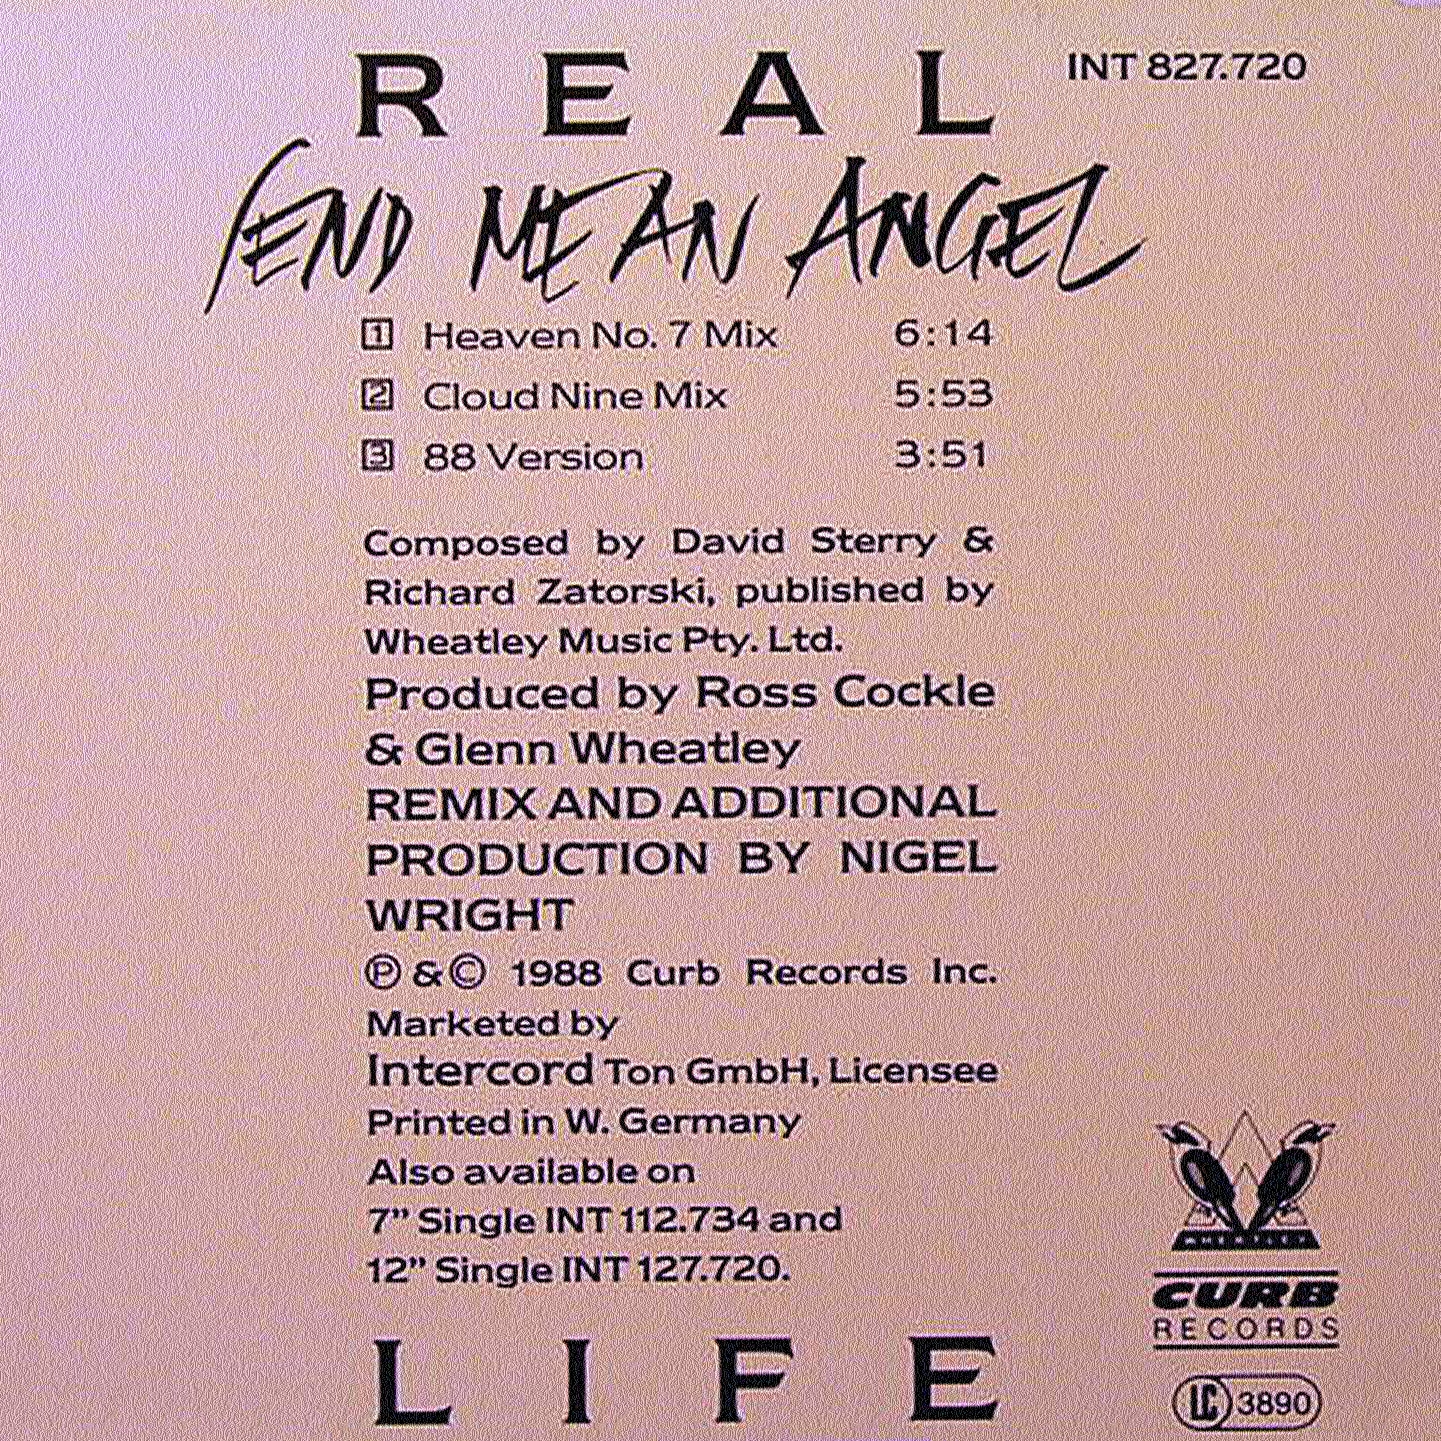 REAL
INT 827.720
SEND ME AN ANGEL
1 Heaven No. 7 Mix 6:14
2 Cloud Nine Mix 5:53
3 88 Version 3:51
Composed by David Sterry &
Richard Zatorski, published by
Wheatley Music Pty. Ltd.
Produced by Ross Cockle
& Glenn Wheatley
REMIX AND ADDITIONAL
PRODUCTION BY NIGEL
WRIGHT
Ⓟ & © 1988 Curb Records Inc.
Marketed by
Intercord Ton GmbH, Licensee
Printed in W. Germany
Also available on
7” Single INT 112.734 and
12” Single INT 127.720.
CURB
RECORDS
LC 3890
LIFE